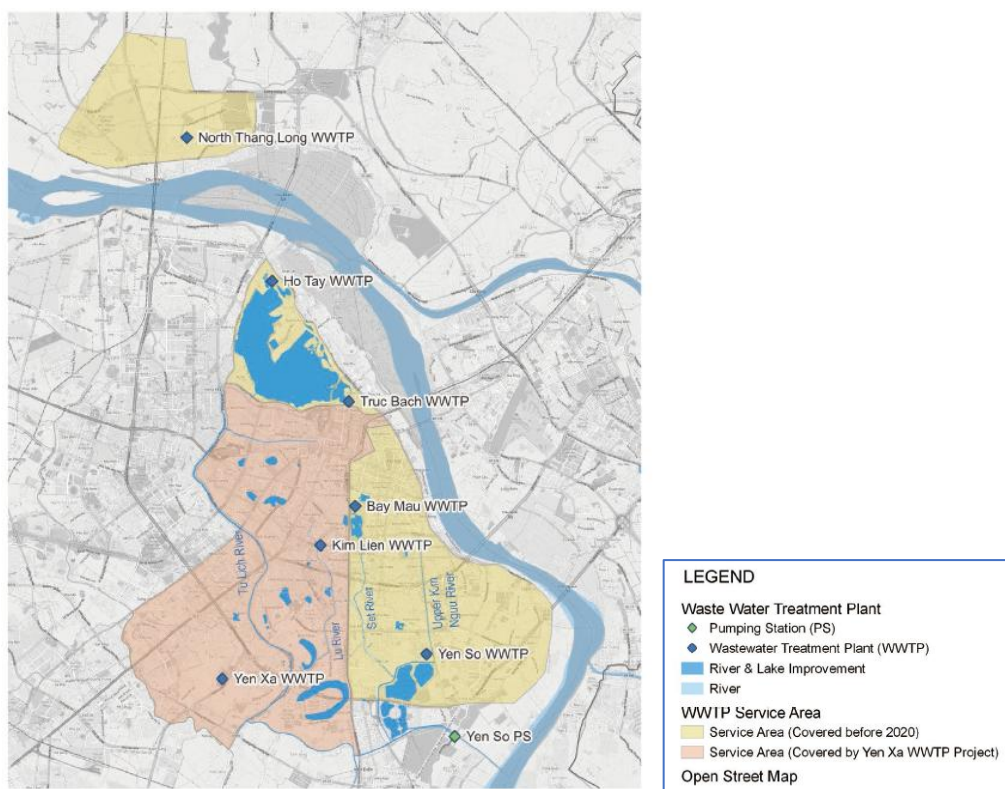 North Thang Long WWTP
Ho Tay WWTP
Truc Bach WWTP
Bay Mau WWTP
Kim Lien WWTP
Tu Lich River
Lu River
Set River
Upper Kim
Nguu River
Yen So WWTP
Yen Xa WWTP
Yen So PS
LEGEND
Waste Water Treatment Plant
Pumping Station (PS)
Wastewater Treatment Plant (WWTP)
River & Lake Improvement
River
WWTP Service Area
Service Area (Covered before 2020)
Service Area (Covered by Yen Xa WWTP Project)
Open Street Map